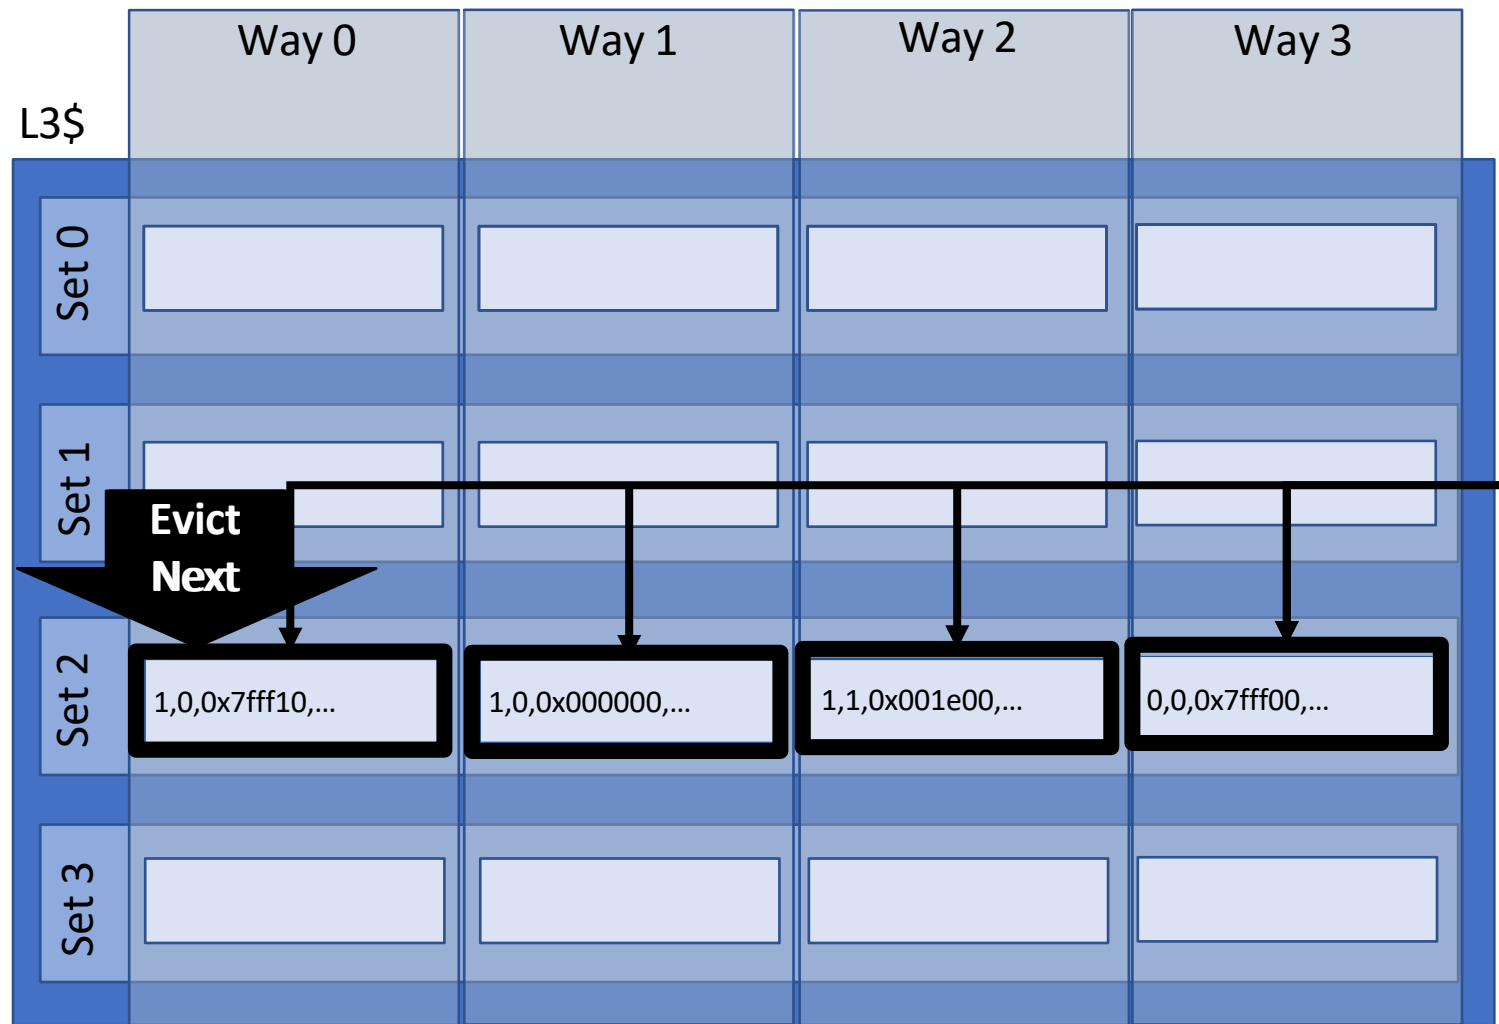 Way 0
Way 1
Way 2
Way 3
L3$
Set 0
Set 1
Evict
Next
Set 2
1,0,0x7fff10,...
1,0,0x000000,...
1,1,0x001e00,...
0,0,0x7fff00,...
Set 3